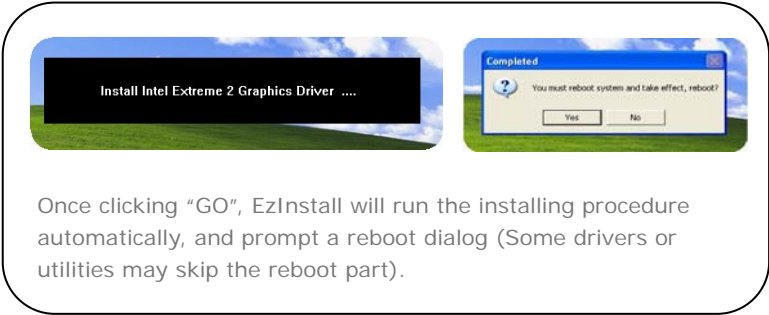 Install Intel Extreme 2 Graphics Driver ....
Completed
You must reboot system and take effect, reboot?
Yes No
Once clicking “GO”, EzInstall will run the installing procedure
automatically, and prompt a reboot dialog (Some drivers or
utilities may skip the reboot part).